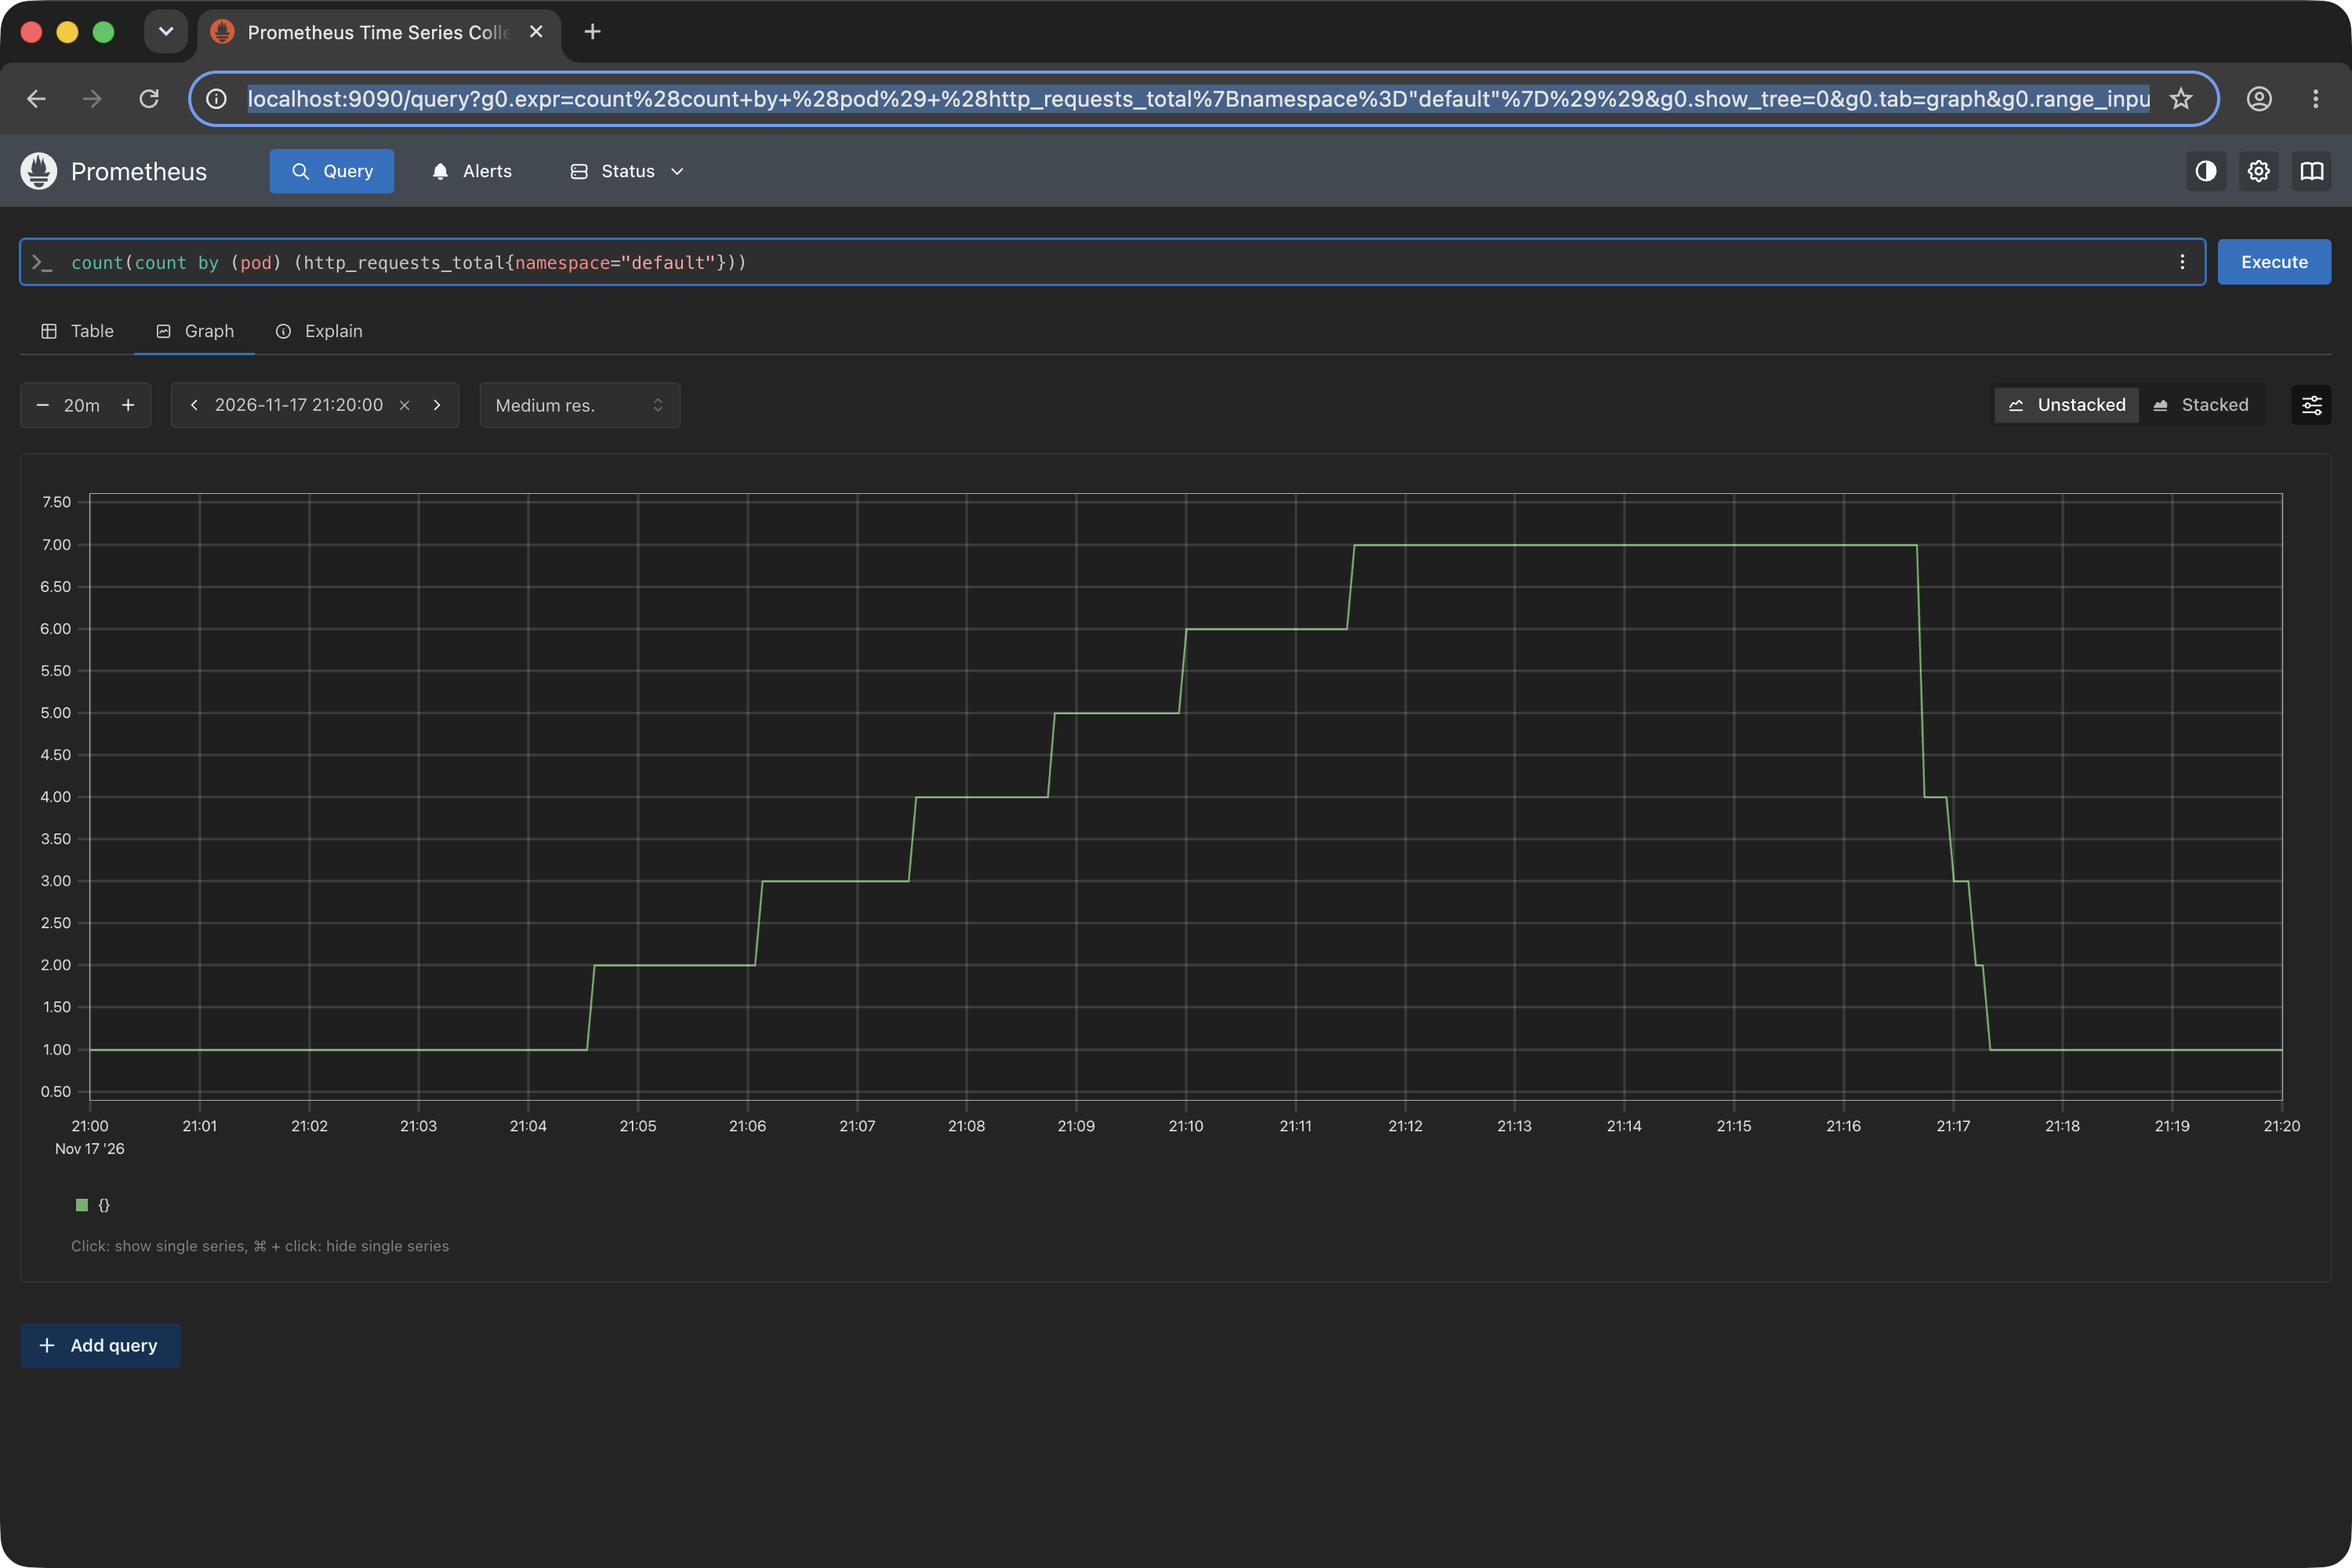 Prometheus Time Series Colle
localhost:9090/query?g0.expr=count%28count+by+%28pod%29+%28http_requests_total%7Bnamespace%3D"default"%7D%29%29&g0.show_tree=0&g0.tab=graph&g0.range_inpu
Prometheus Query Alerts Status
>_ count(count by (pod) (http_requests_total{namespace="default"})) Execute
Table Graph Explain
− 20m + < 2026-11-17 21:20:00 × > Medium res. Unstacked Stacked
7.50
7.00
6.50
6.00
5.50
5.00
4.50
4.00
3.50
3.00
2.50
2.00
1.50
1.00
0.50
21:00 21:01 21:02 21:03 21:04 21:05 21:06 21:07 21:08 21:09 21:10 21:11 21:12 21:13 21:14 21:15 21:16 21:17 21:18 21:19 21:20
Nov 17 '26
{}
Click: show single series, ⌘ + click: hide single series
+ Add query